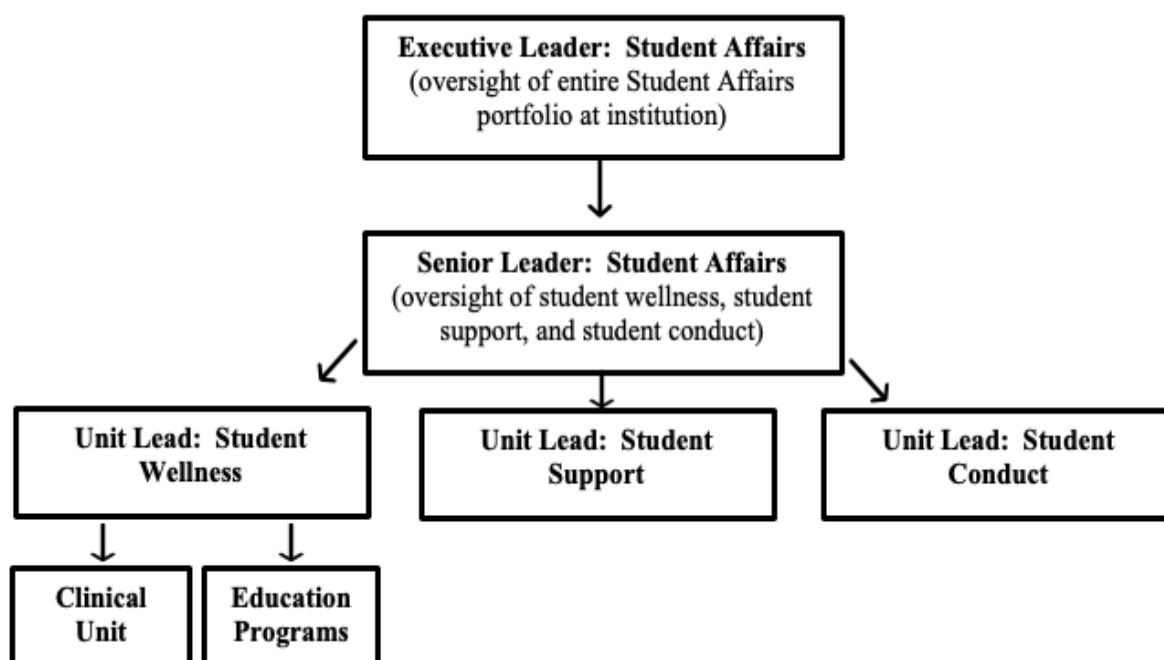 Executive Leader: Student Affairs
(oversight of entire Student Affairs
portfolio at institution)
Senior Leader: Student Affairs
(oversight of student wellness, student
support, and student conduct)
Unit Lead: Student
Wellness
Unit Lead: Student
Support
Unit Lead: Student
Conduct
Clinical
Unit
Education
Programs